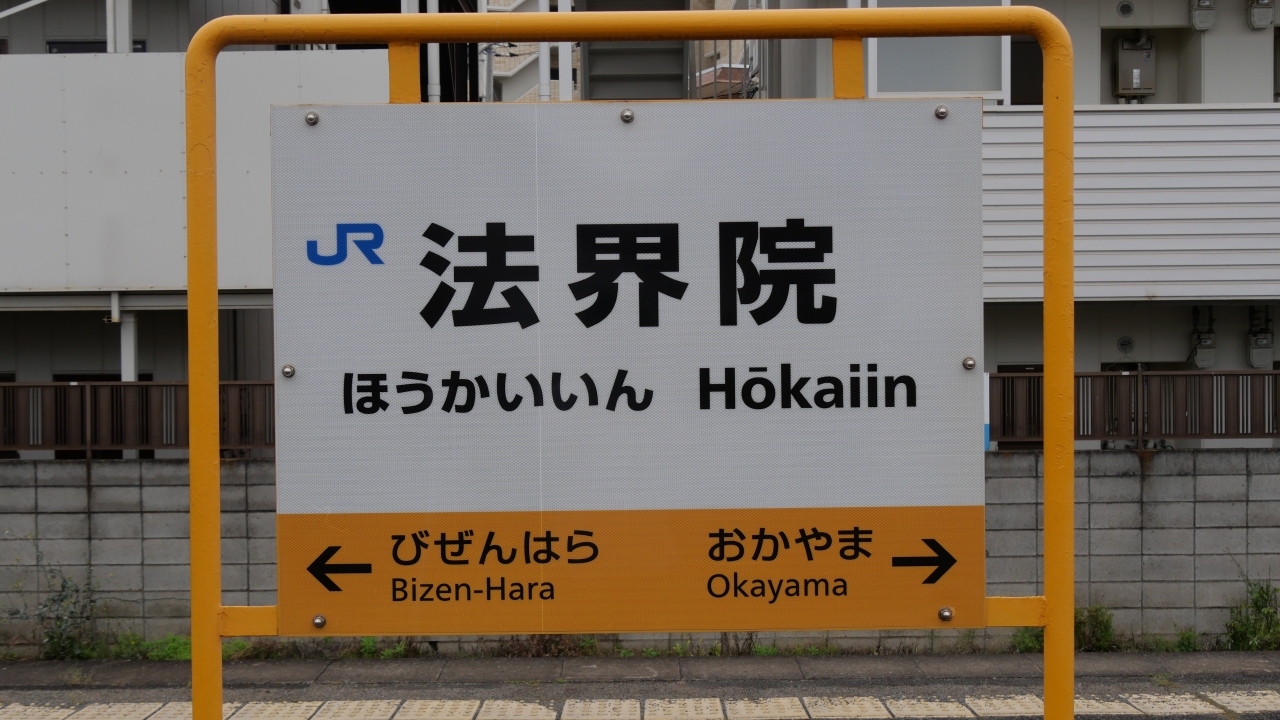 JR 法界院
ほうかいいん Hōkaiin
← びぜんはら おかやま →
Bizen-Hara Okayama